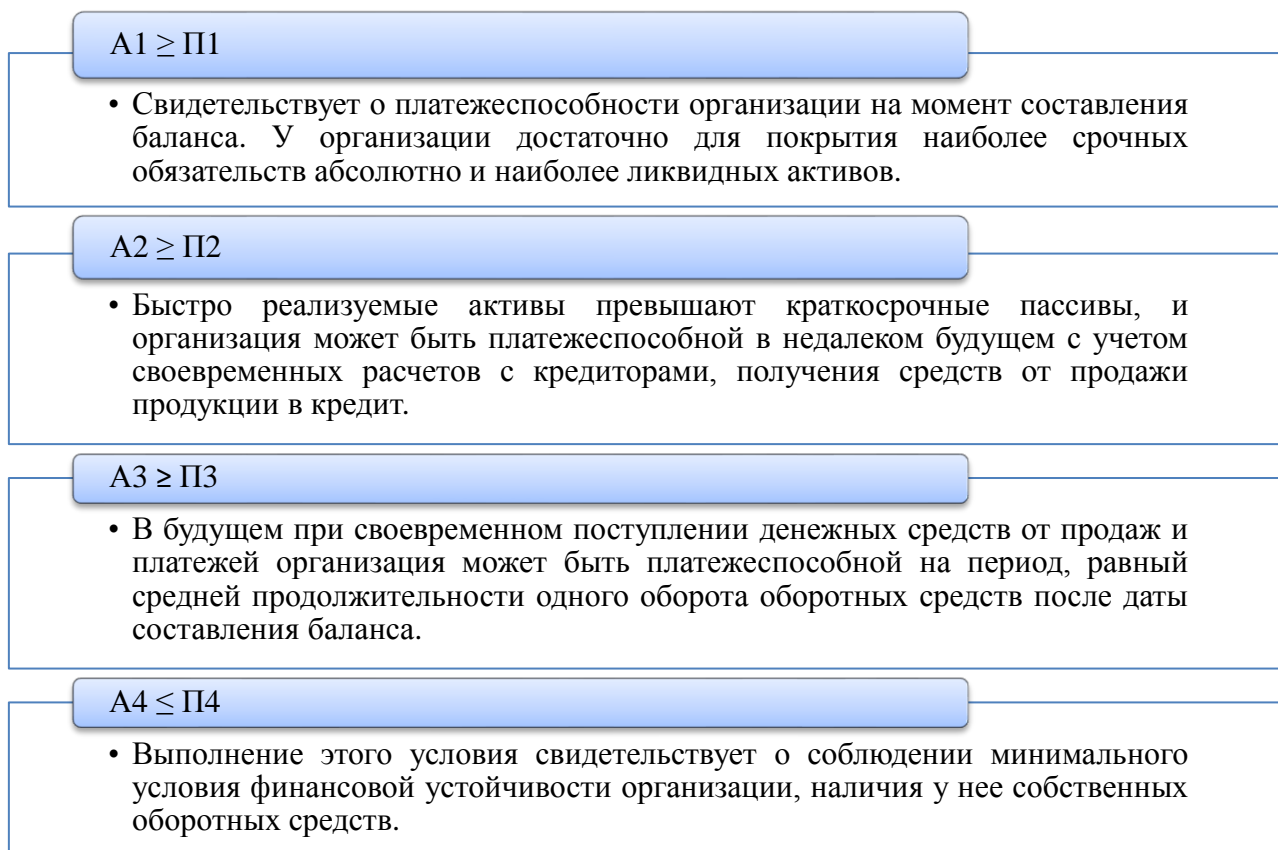 А1 ≥ П1
• Свидетельствует о платежеспособности организации на момент составления
баланса. У организации достаточно для покрытия наиболее срочных
обязательств абсолютно и наиболее ликвидных активов.
А2 ≥ П2
• Быстро реализуемые активы превышают краткосрочные пассивы, и
организация может быть платежеспособной в недалеком будущем с учетом
своевременных расчетов с кредиторами, получения средств от продажи
продукции в кредит.
А3 ≥ П3
• В будущем при своевременном поступлении денежных средств от продаж и
платежей организация может быть платежеспособной на период, равный
средней продолжительности одного оборота оборотных средств после даты
составления баланса.
А4 ≤ П4
• Выполнение этого условия свидетельствует о соблюдении минимального
условия финансовой устойчивости организации, наличия у нее собственных
оборотных средств.